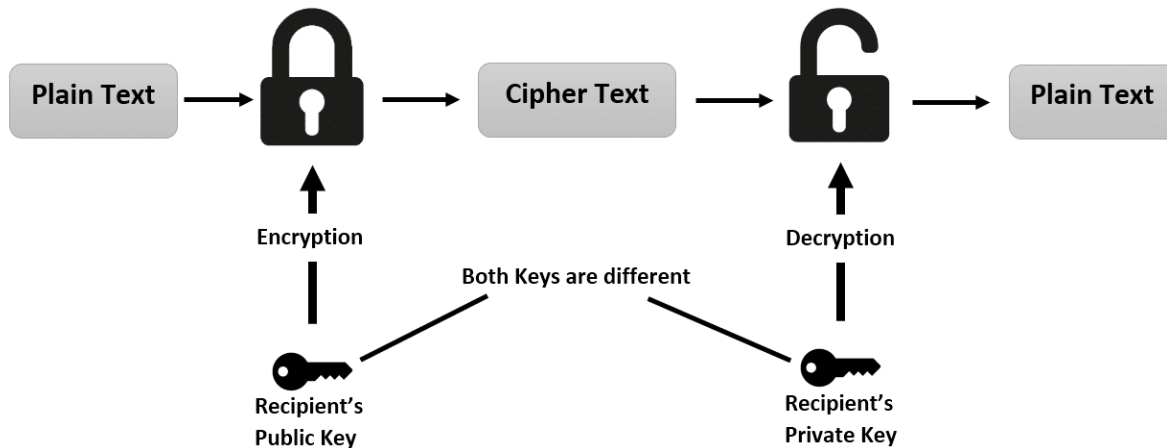 Plain Text
Cipher Text
Plain Text
Encryption
Decryption
Both Keys are different
Recipient's
Public Key
Recipient's
Private Key